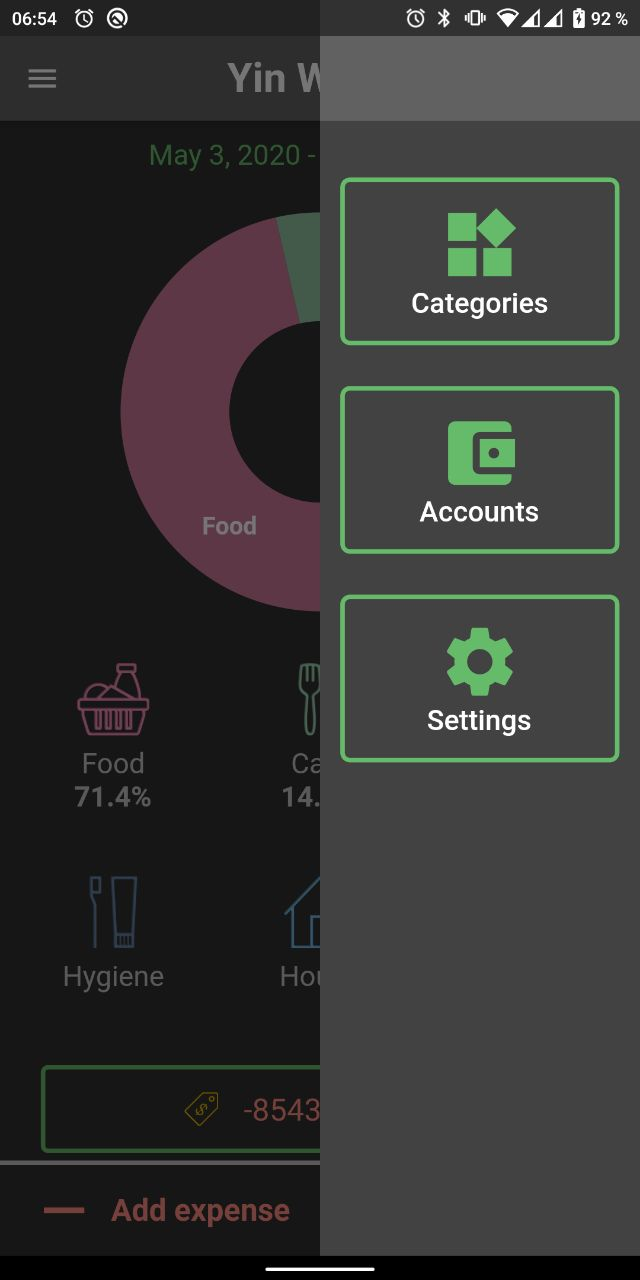 06:54
92 %
Yin W
May 3, 2020 -
Categories
Accounts
Food
Settings
Food
Ca
71.4%
14.
Hygiene
Hou
-8543
Add expense